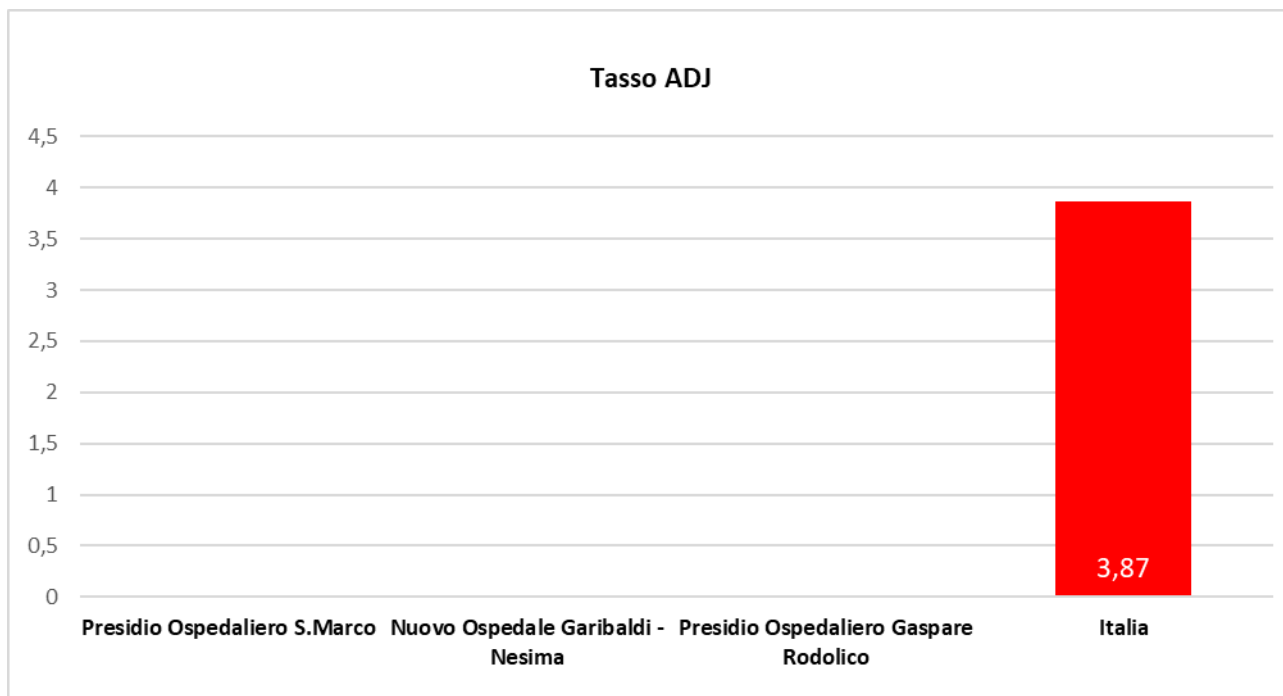 Tasso ADJ
4,5
4
3,5
3
2,5
2
1,5
1
0,5
0
3,87
Presidio Ospedaliero S.Marco
Nuovo Ospedale Garibaldi -
Nesima
Presidio Ospedaliero Gaspare
Rodolico
Italia